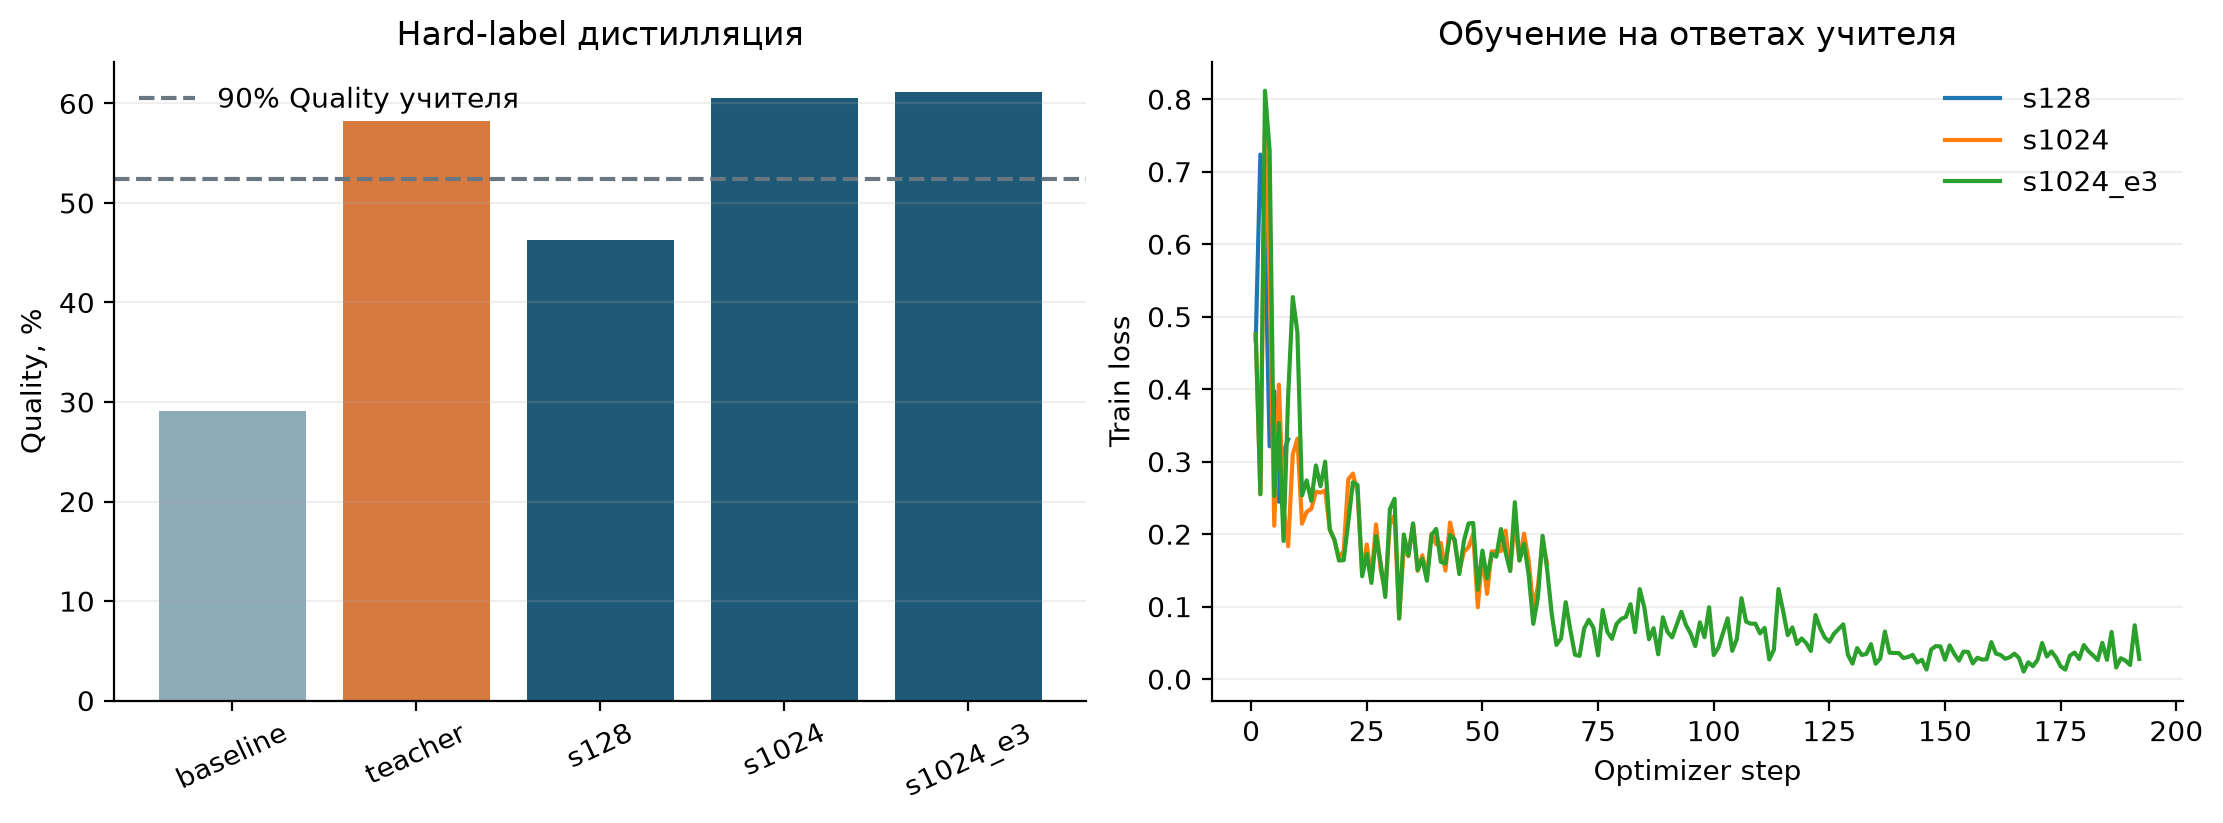 Hard-label дистилляция
90% Quality учителя
Quality, %
60
50
40
30
20
10
0
baseline
teacher
s128
s1024
s1024_e3
Обучение на ответах учителя
s128
s1024
s1024_e3
Train loss
0.8
0.7
0.6
0.5
0.4
0.3
0.2
0.1
0.0
0 25 50 75 100 125 150 175 200
Optimizer step